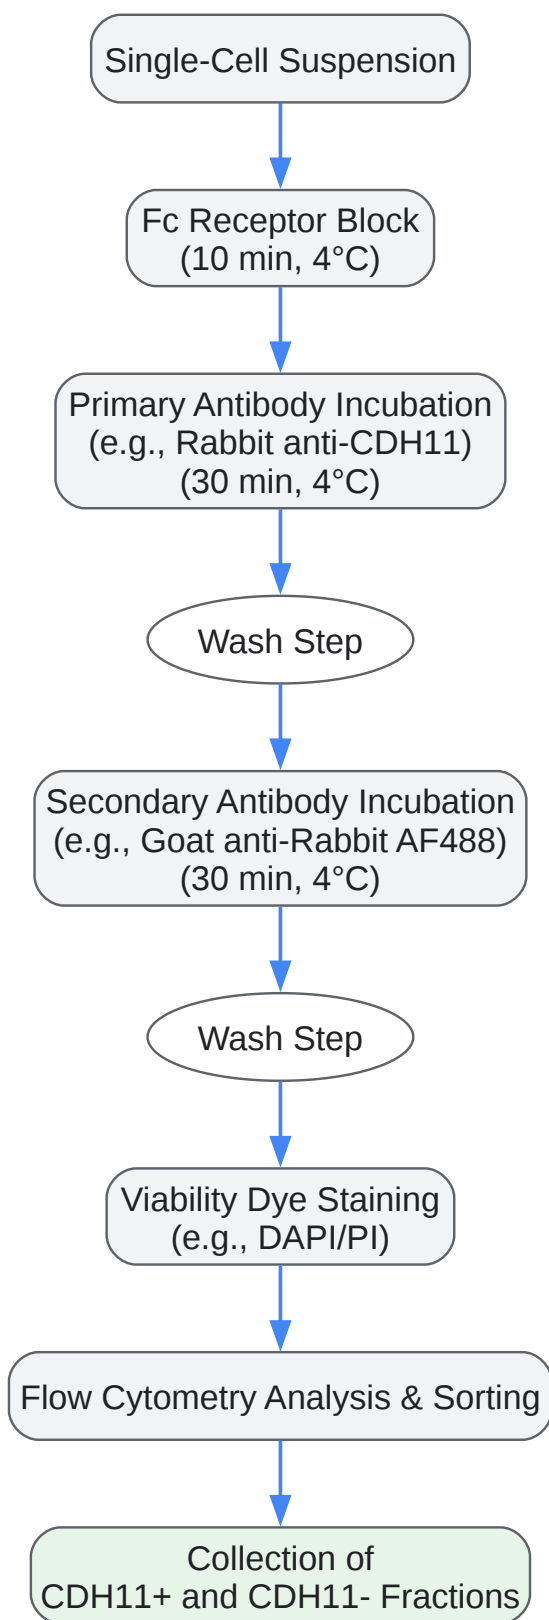 Single-Cell Suspension
Fc Receptor Block
(10 min, 4°C)
Primary Antibody Incubation
(e.g., Rabbit anti-CDH11)
(30 min, 4°C)
Wash Step
Secondary Antibody Incubation
(e.g., Goat anti-Rabbit AF488)
(30 min, 4°C)
Wash Step
Viability Dye Staining
(e.g., DAPI/PI)
Flow Cytometry Analysis & Sorting
Collection of
CDH11+ and CDH11- Fractions